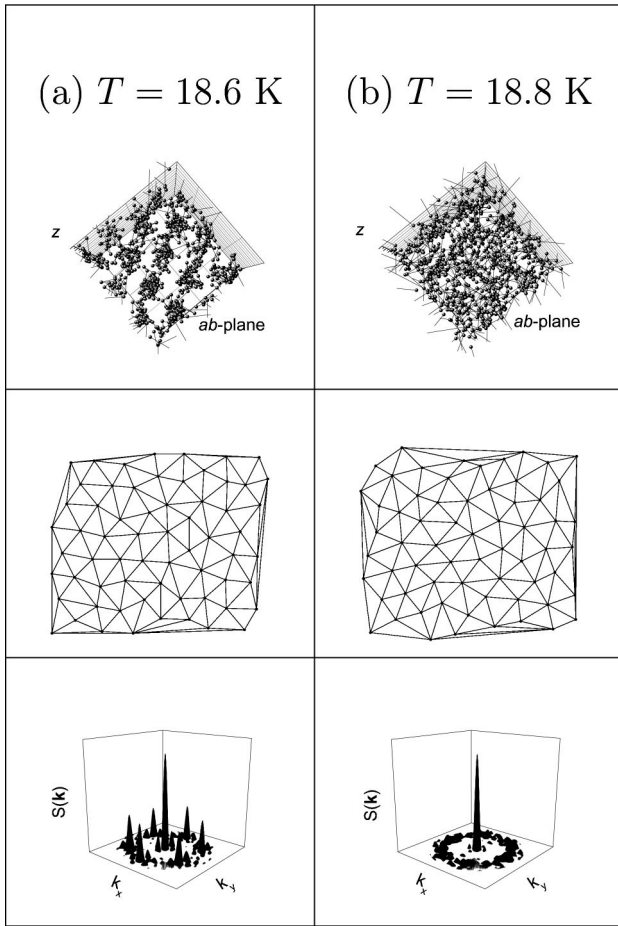 (a) T = 18.6 K
(b) T = 18.8 K
z
ab-plane
z
ab-plane
S(k)
kx
ky
S(k)
kx
ky